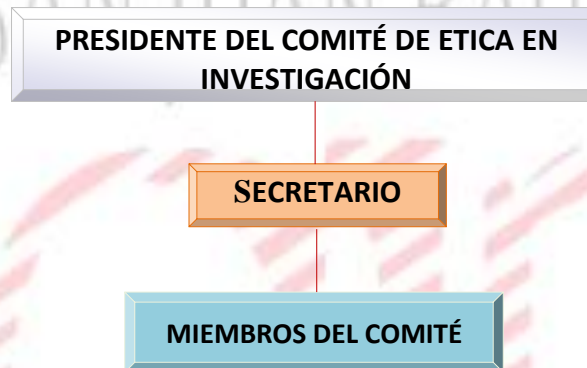 PRESIDENTE DEL COMITÉ DE ETICA EN
INVESTIGACIÓN
SECRETARIO
MIEMBROS DEL COMITÉ